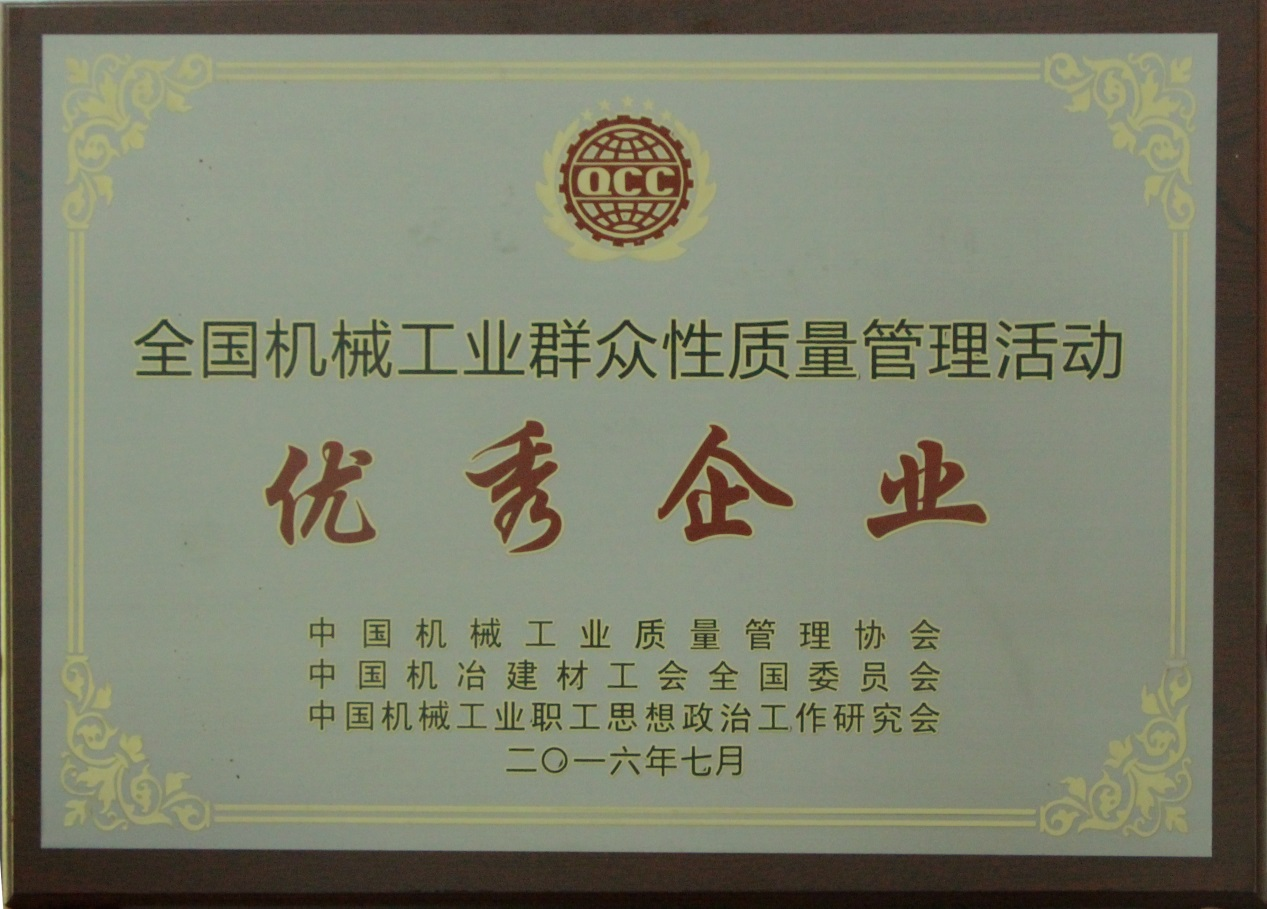 QCC
全国机械工业群众性质量管理活动
优秀企业
中国机械工业质量管理协会
中国机冶建材工会全国委员会
中国机械工业职工思想政治工作研究会
二〇一六年七月